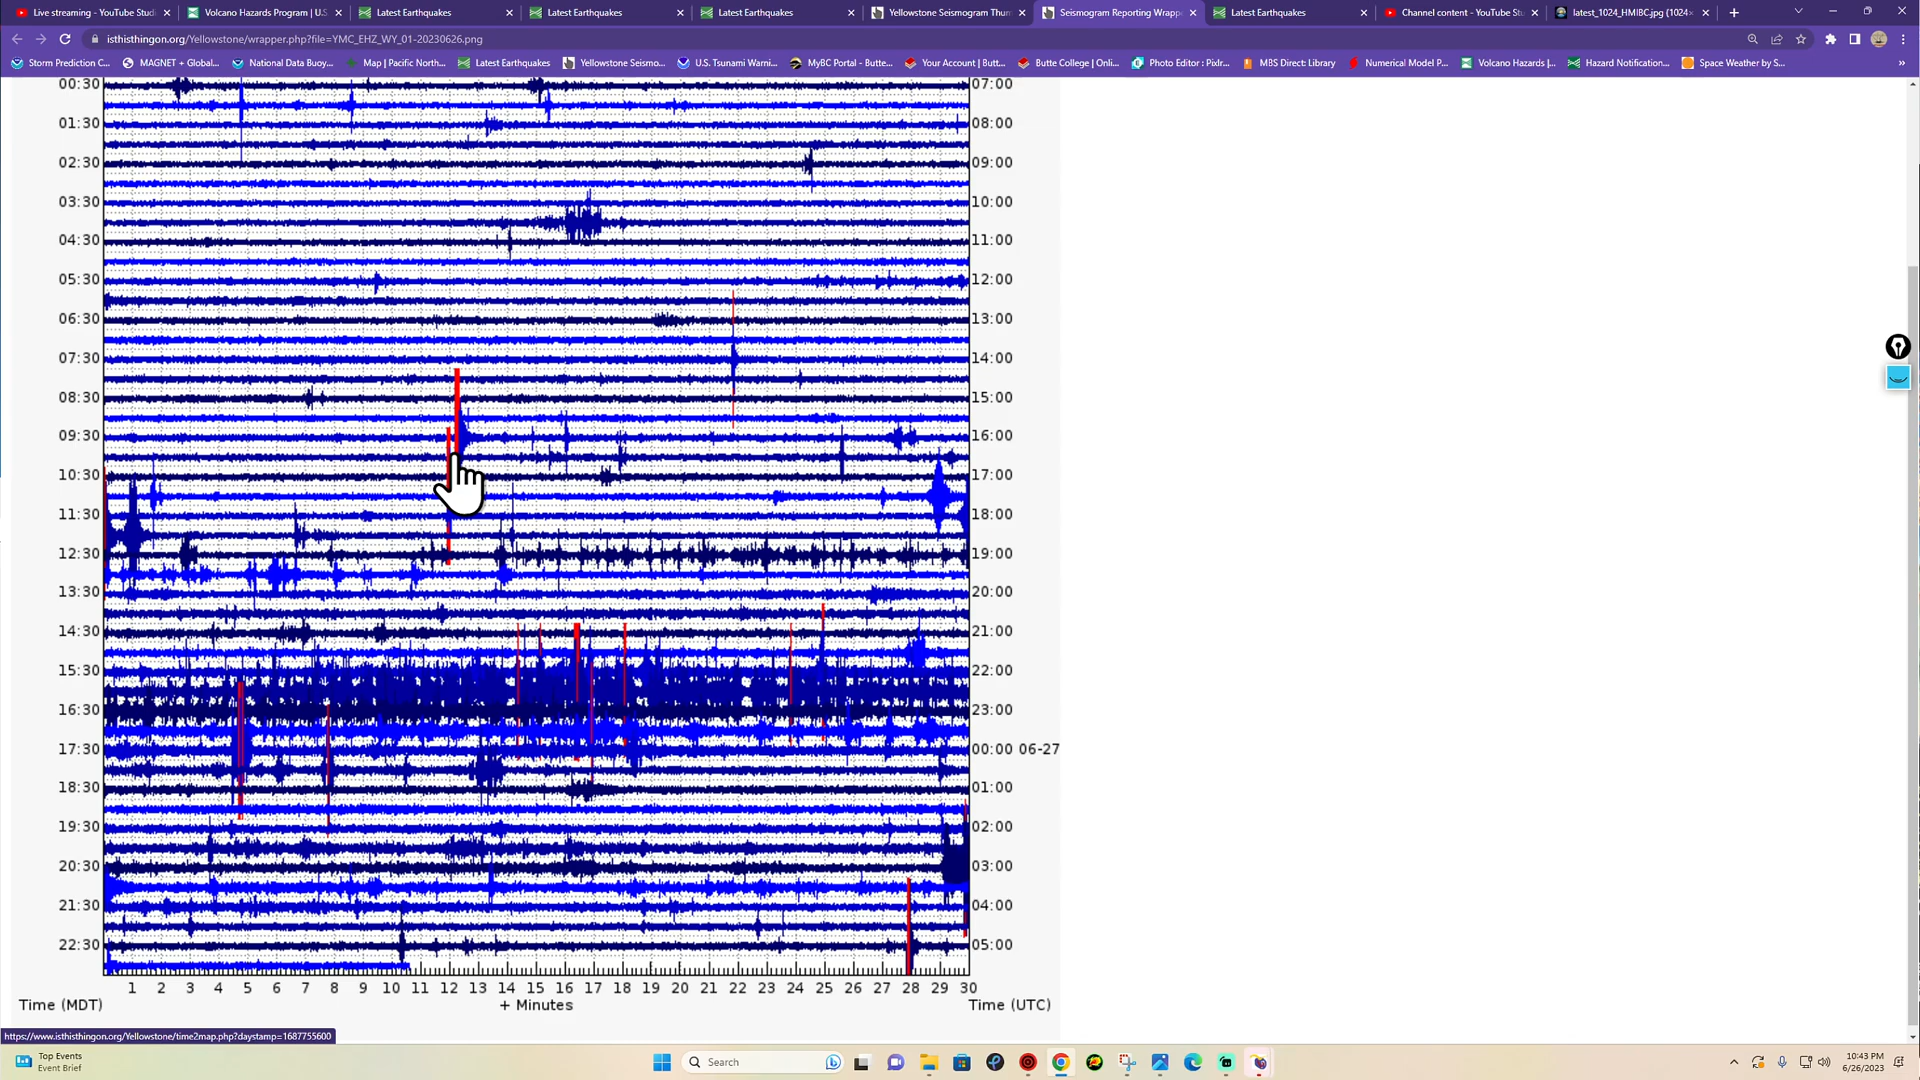 Live streaming - YouTube Studi
Volcano Hazards Program | U.S
Latest Earthquakes
Latest Earthquakes
Latest Earthquakes
Yellowstone Seismogram Thum
Seismogram Reporting Wrapp
Latest Earthquakes
Channel content - YouTube Stu
latest_1024_HMIBC.jpg (1024×
isthisthingon.org/Yellowstone/wrapper.php?file=YMC_EHZ_WY_01-20230626.png
Storm Prediction C...
MAGNET + Global...
National Data Buoy...
Map | Pacific North...
Latest Earthquakes
Yellowstone Seismo...
U.S. Tsunami Warni...
MyBC Portal - Butte...
Your Account | Butt...
Butte College | Onli...
Photo Editor : Pixlr...
MBS Direct Library
Numerical Model P...
Volcano Hazards |...
Hazard Notification...
Space Weather by S...
00:30 07:00
01:30 08:00
02:30 09:00
03:30 10:00
04:30 11:00
05:30 12:00
06:30 13:00
07:30 14:00
08:30 15:00
09:30 16:00
10:30 17:00
11:30 18:00
12:30 19:00
13:30 20:00
14:30 21:00
15:30 22:00
16:30 23:00
17:30 00:00 06-27
18:30 01:00
19:30 02:00
20:30 03:00
21:30 04:00
22:30 05:00
1 2 3 4 5 6 7 8 9 10 11 12 13 14 15 16 17 18 19 20 21 22 23 24 25 26 27 28 29 30
Time (MDT) + Minutes Time (UTC)
https://www.isthisthingon.org/Yellowstone/time2map.php?daystamp=1687755600
Top Events
Event Brief
Search
10:43 PM
6/26/2023